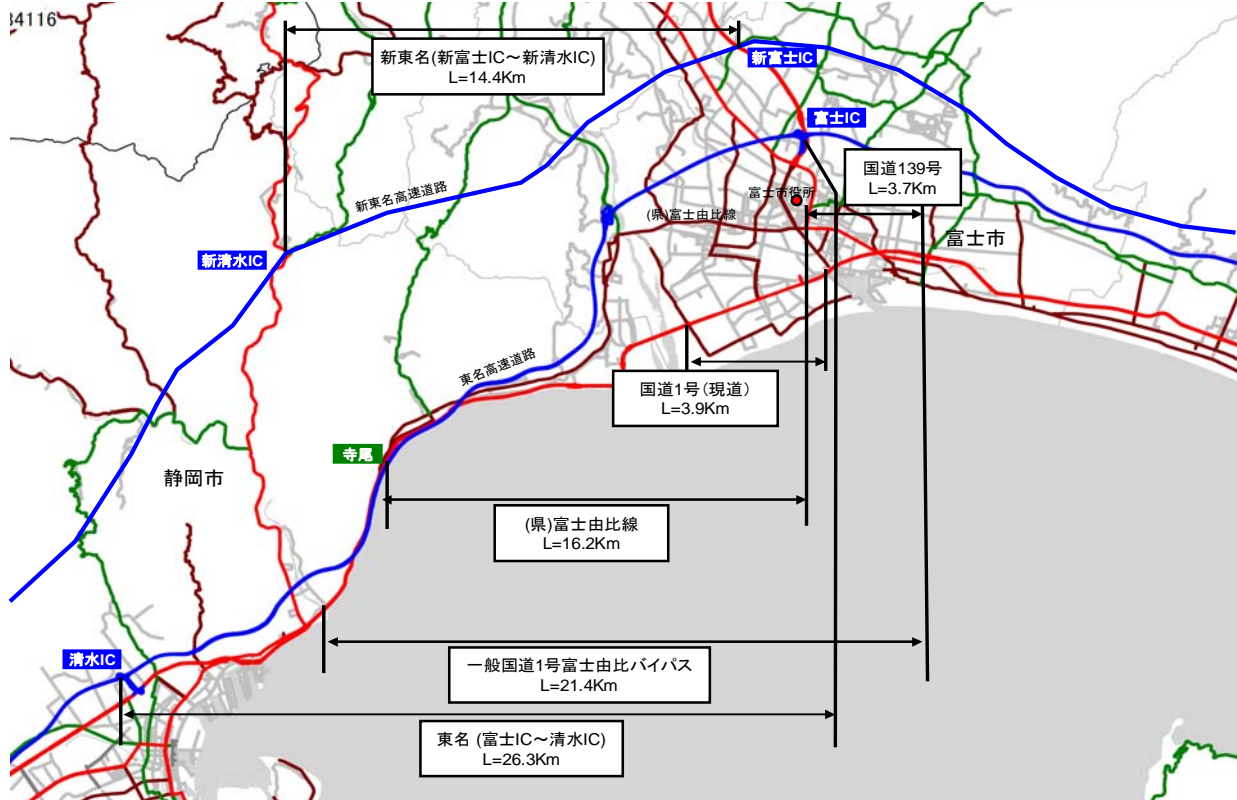 34116
新東名(新富士IC～新清水IC)
L=14.4Km
新富士IC
富士IC
国道139号
L=3.7Km
富士市役所
新東名高速道路
(県)富士由比線
富士市
新清水IC
東名高速道路
国道1号(現道)
L=3.9Km
寺尾
静岡市
(県)富士由比線
L=16.2Km
清水IC
一般国道1号富士由比バイパス
L=21.4Km
東名 (富士IC～清水IC)
L=26.3Km